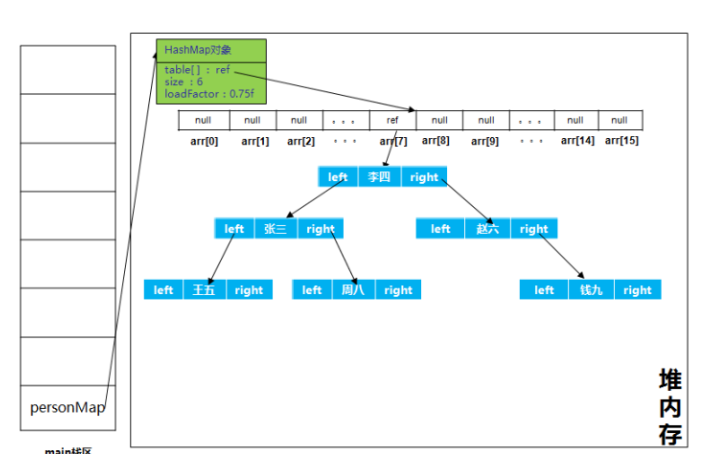 HashMap对象
table[] : ref
size : 6
loadFactor : 0.75f
null null null 。。。 ref null null 。。。 null null
arr[0] arr[1] arr[2] · · · arr[7] arr[8] arr[9] · · · arr[14] arr[15]
left 李四 right
left 张三 right left 赵六 right
left 王五 right left 周八 right left 钱九 right
personMap
堆
内
存
main栈区